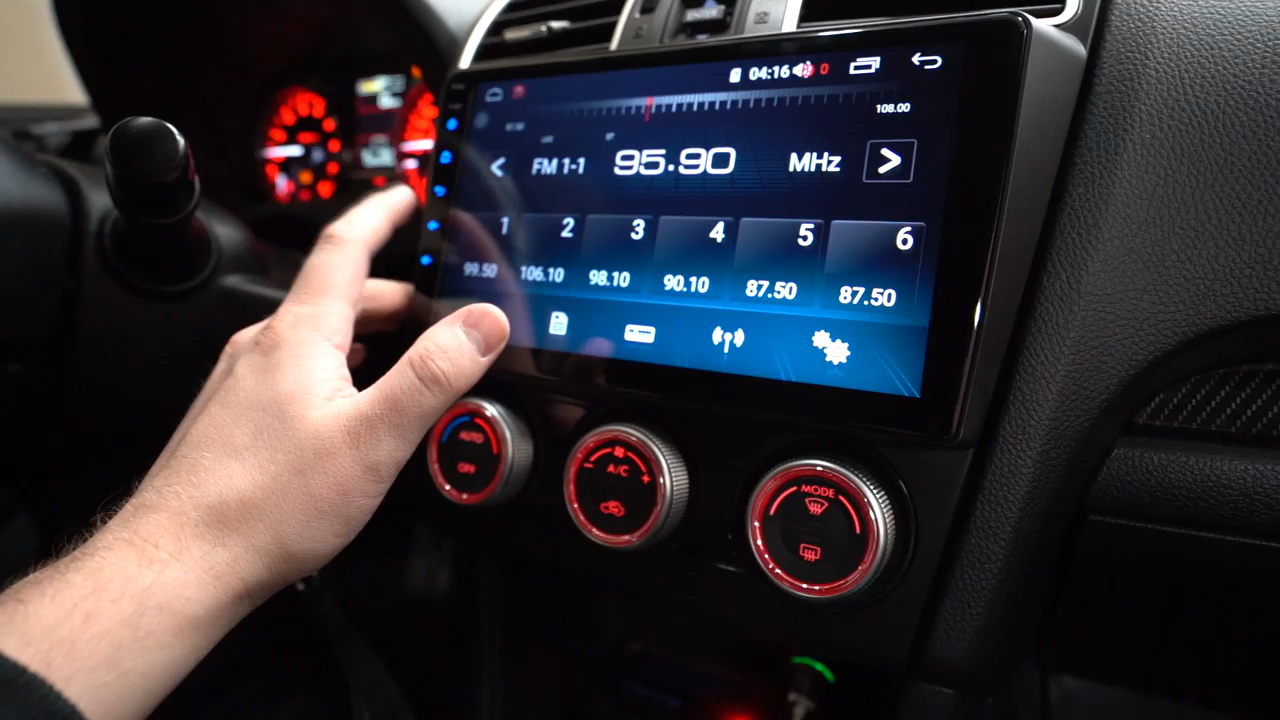 ENTER
04:16 0
108.00
FM 1-1 95.90 MHz
1 2 3 4 5 6
99.50 106.10 98.10 90.10 87.50 87.50
AUTO
OFF
A/C
MODE